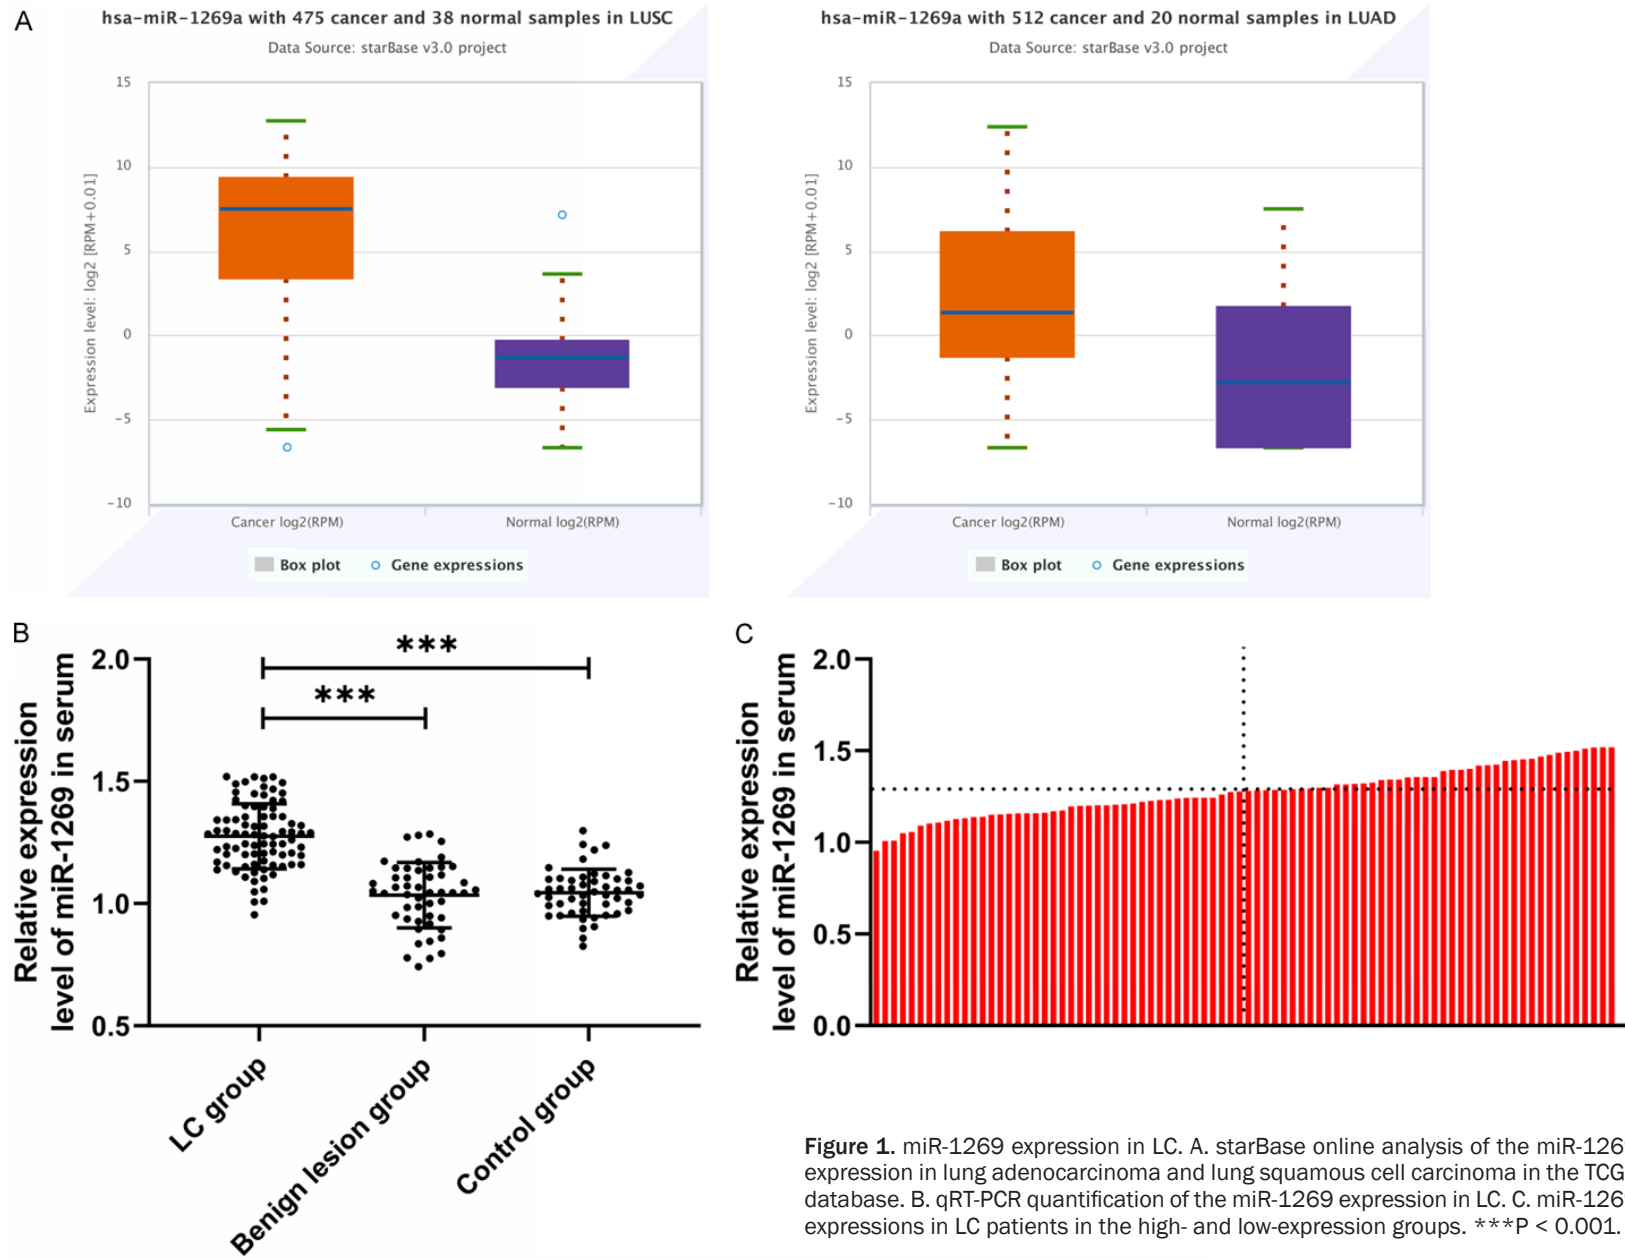 A
hsa-miR-1269a with 475 cancer and 38 normal samples in LUSC
Data Source: starBase v3.0 project
Expression level: log2 [RPM+0.01]
15
10
5
0
-5
-10
Cancer log2(RPM)
Normal log2(RPM)
Box plot
Gene expressions
hsa-miR-1269a with 512 cancer and 20 normal samples in LUAD
Data Source: starBase v3.0 project
Expression level: log2 [RPM+0.01]
15
10
5
0
-5
-10
Cancer log2(RPM)
Normal log2(RPM)
Box plot
Gene expressions
B
Relative expression
level of miR-1269 in serum
2.0
1.5
1.0
0.5
***
***
LC group
Benign lesion group
Control group
C
Relative expression
level of miR-1269 in serum
2.0
1.5
1.0
0.5
0.0
Figure 1. miR-1269 expression in LC. A. starBase online analysis of the
expression in lung adenocarcinoma and lung squamous cell carcinoma in the
database. B. qRT-PCR quantification of the miR-1269 expression in LC. C.
expressions in LC patients in the high- and low-expression groups. ***P < 0.001.